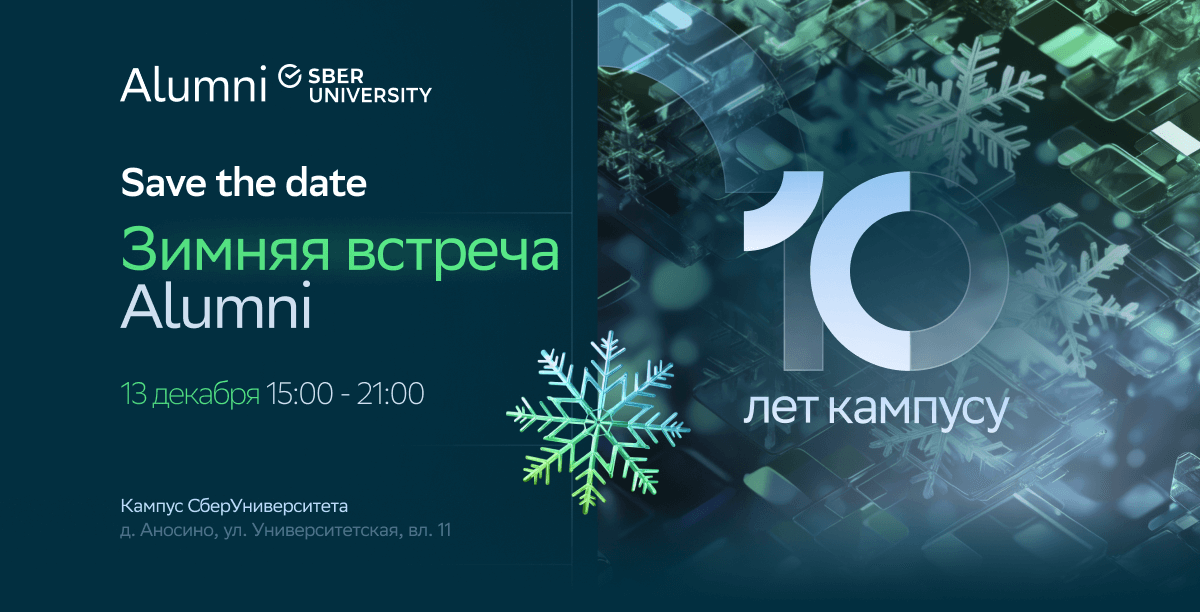 Alumni SBER
UNIVERSITY
Save the date
Зимняя встреча
Alumni
13 декабря 15:00 - 21:00
Кампус СберУниверситета
д. Аносино, ул. Университетская, вл. 11
10
лет кампусу